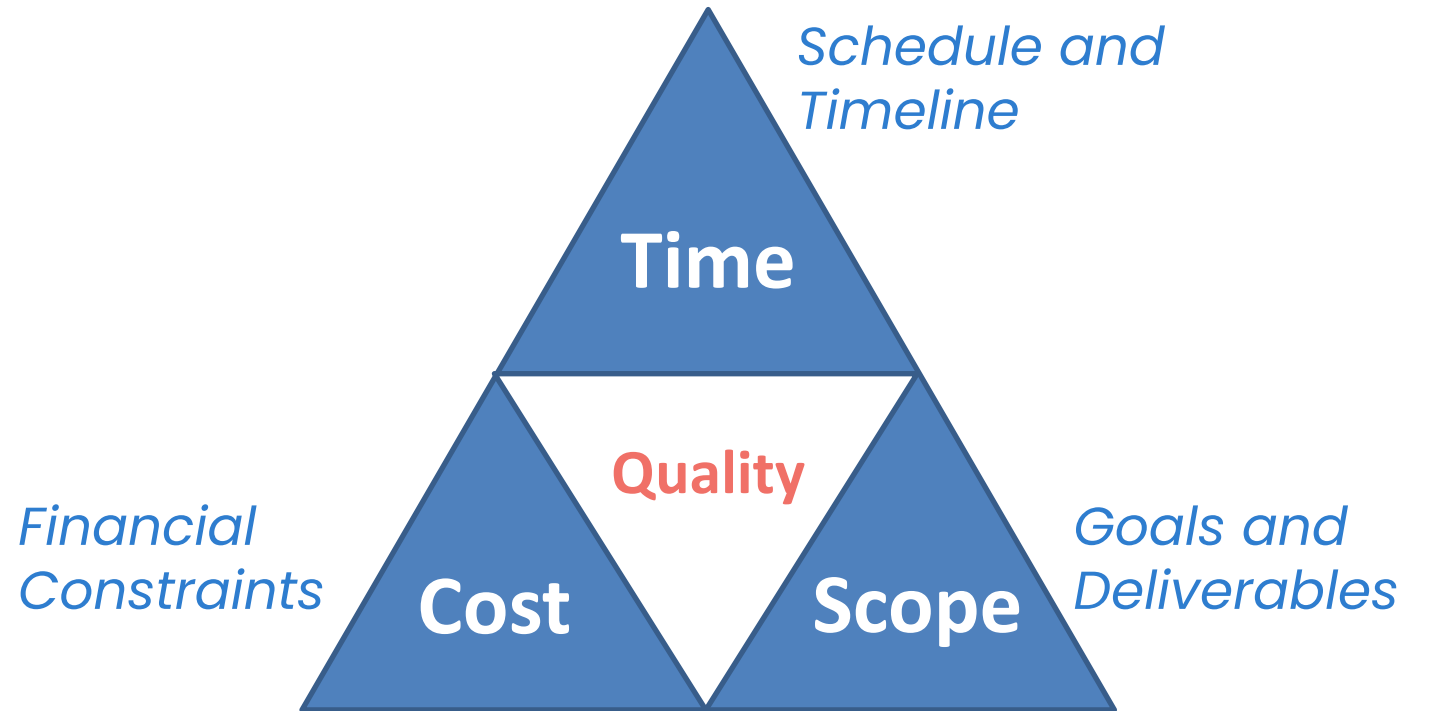 Schedule and
Timeline
Time
Quality
Financial
Constraints
Cost
Scope
Goals and
Deliverables